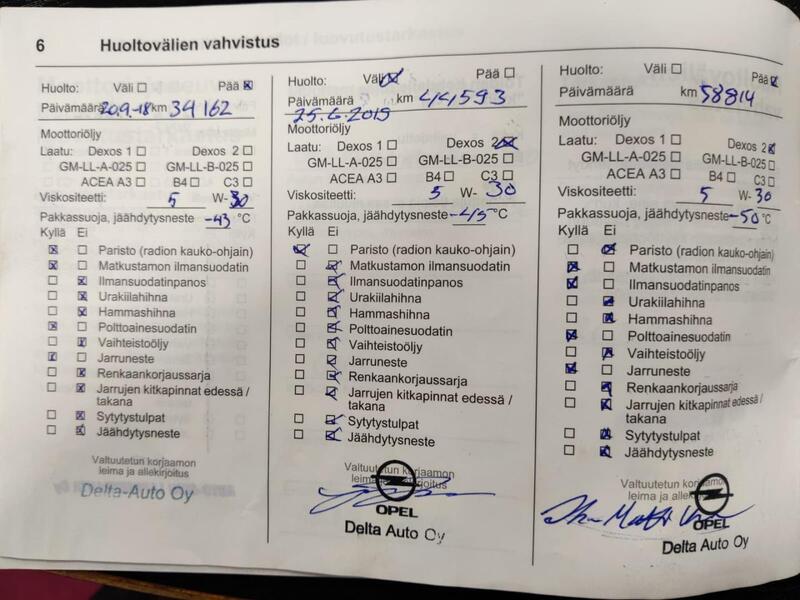 6 Huoltovälien vahvistus
Huolto: Väli ☐ Pää ☒
Päivämäärä 20.9.-18 km 34 162
Moottoriöljy
Laatu: Dexos 1 ☐ Dexos 2 ☐
GM-LL-A-025 ☐ GM-LL-B-025 ☐
ACEA A3 ☐ B4 ☐ C3 ☐
Viskositeetti: 5 W- 30
Pakkassuoja, jäähdytysneste -43 °C
Kyllä Ei
☒ ☐ Paristo (radion kauko-ohjain)
☒ ☐ Matkustamon ilmansuodatin
☐ ☒ Ilmansuodatinpanos
☐ ☒ Urakiilahihna
☐ ☒ Hammashihna
☒ ☐ Polttoainesuodatin
☐ ☒ Vaihteistoöljy
☒ ☐ Jarruneste
☐ ☒ Renkaankorjaussarja
☐ ☒ Jarrujen kitkapinnat edessä /
takana
☐ ☒ Sytytystulpat
☐ ☒ Jäähdytysneste
Valtuutetun korjaamon
leima ja allekirjoitus
Delta-Auto Oy
Huolto: Väli ☒ Pää ☐
Päivämäärä km 44593
25.6.2019
Moottoriöljy
Laatu: Dexos 1 ☐ Dexos 2 ☒
GM-LL-A-025 ☐ GM-LL-B-025 ☐
ACEA A3 ☐ B4 ☐ C3 ☐
Viskositeetti: 5 W- 30
Pakkassuoja, jäähdytysneste -45 °C
Kyllä Ei
☒ ☐ Paristo (radion kauko-ohjain)
☐ ☒ Matkustamon ilmansuodatin
☐ ☒ Ilmansuodatinpanos
☐ ☒ Urakiilahihna
☐ ☒ Hammashihna
☐ ☒ Polttoainesuodatin
☐ ☒ Vaihteistoöljy
☐ ☒ Jarruneste
☐ ☒ Renkaankorjaussarja
☐ ☒ Jarrujen kitkapinnat edessä /
takana
☐ ☒ Sytytystulpat
☐ ☒ Jäähdytysneste
Valtuutetun korjaamon
leima ja allekirjoitus
OPEL
Delta Auto Oy
Huolto: Väli ☐ Pää ☒
Päivämäärä km 58814
Moottoriöljy
Laatu: Dexos 1 ☐ Dexos 2 ☒
GM-LL-A-025 ☐ GM-LL-B-025 ☐
ACEA A3 ☐ B4 ☐ C3 ☐
Viskositeetti: 5 W- 30
Pakkassuoja, jäähdytysneste -50 °C
Kyllä Ei
☐ ☒ Paristo (radion kauko-ohjain)
☒ ☐ Matkustamon ilmansuodatin
☒ ☐ Ilmansuodatinpanos
☐ ☒ Urakiilahihna
☐ ☒ Hammashihna
☒ ☐ Polttoainesuodatin
☐ ☒ Vaihteistoöljy
☒ ☐ Jarruneste
☐ ☒ Renkaankorjaussarja
☐ ☒ Jarrujen kitkapinnat edessä /
takana
☐ ☒ Sytytystulpat
☐ ☒ Jäähdytysneste
Valtuutetun korjaamon
leima ja
OPEL
Delta Auto Oy